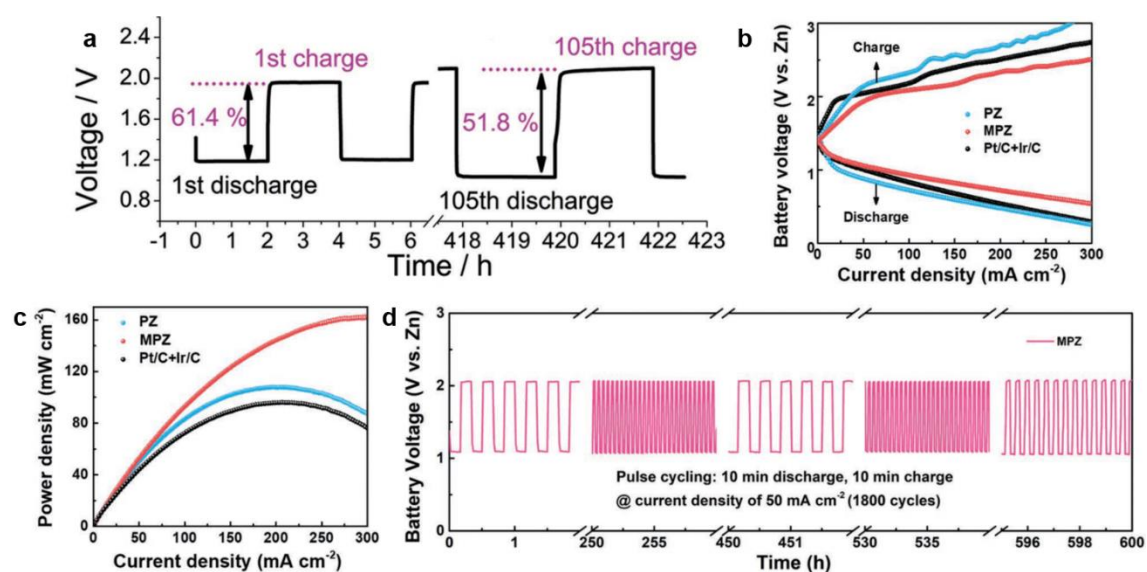 a
Voltage / V
2.4
2.0
1.6
1.2
0.8
1st charge
105th charge
61.4 %
51.8 %
1st discharge
105th discharge
-1 0 1 2 3 4 5 6 418 419 420 421 422 423
Time / h
b
Battery voltage (V vs. Zn)
3
2
1
0
Charge
PZ
MPZ
Pt/C+Ir/C
Discharge
0 50 100 150 200 250 300
Current density (mA cm⁻²)
c
Power density (mW cm⁻²)
160
120
80
40
0
PZ
MPZ
Pt/C+Ir/C
0 50 100 150 200 250 300
Current density (mA cm⁻²)
d
Battery Voltage (V vs. Zn)
3
2
1
0
MPZ
Pulse cycling: 10 min discharge, 10 min charge
@ current density of 50 mA cm⁻² (1800 cycles)
0 1 250 255 450 451 530 535 596 598 600
Time (h)